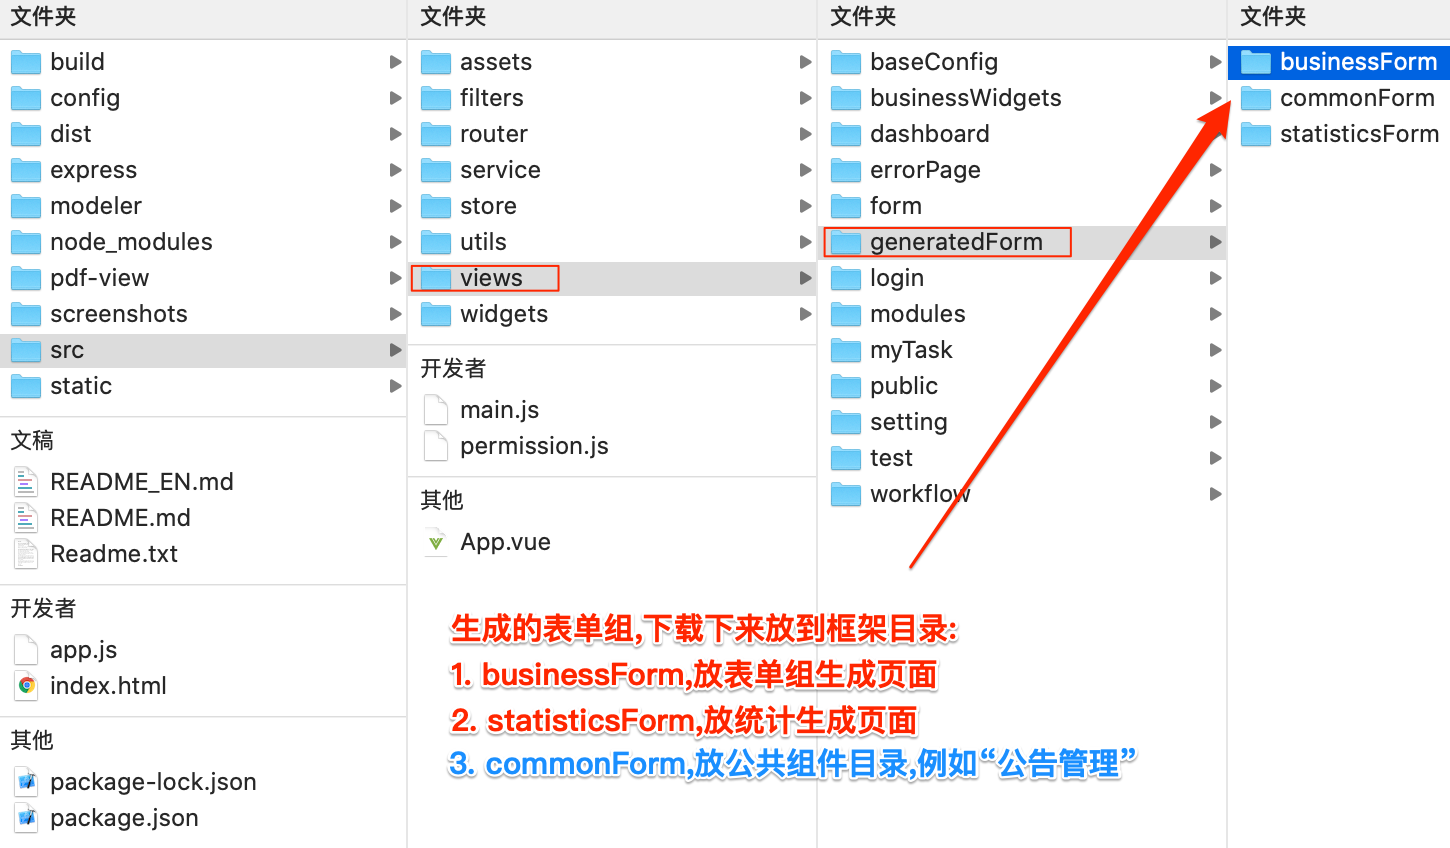 文件夹
build
config
dist
express
modeler
node_modules
pdf-view
screenshots
src
static
文稿
README_EN.md
README.md
Readme.txt
开发者
app.js
index.html
其他
package-lock.json
package.json
文件夹
assets
filters
router
service
store
utils
views
widgets
开发者
main.js
permission.js
其他
App.vue
文件夹
baseConfig
businessWidgets
dashboard
errorPage
form
generatedForm
login
modules
myTask
public
setting
test
workflow
文件夹
businessForm
commonForm
statisticsForm
生成的表单组,下载下来放到框架目录:
1. businessForm,放表单组生成页面
2. statisticsForm,放统计生成页面
3. commonForm,放公共组件目录,例如“公告管理”